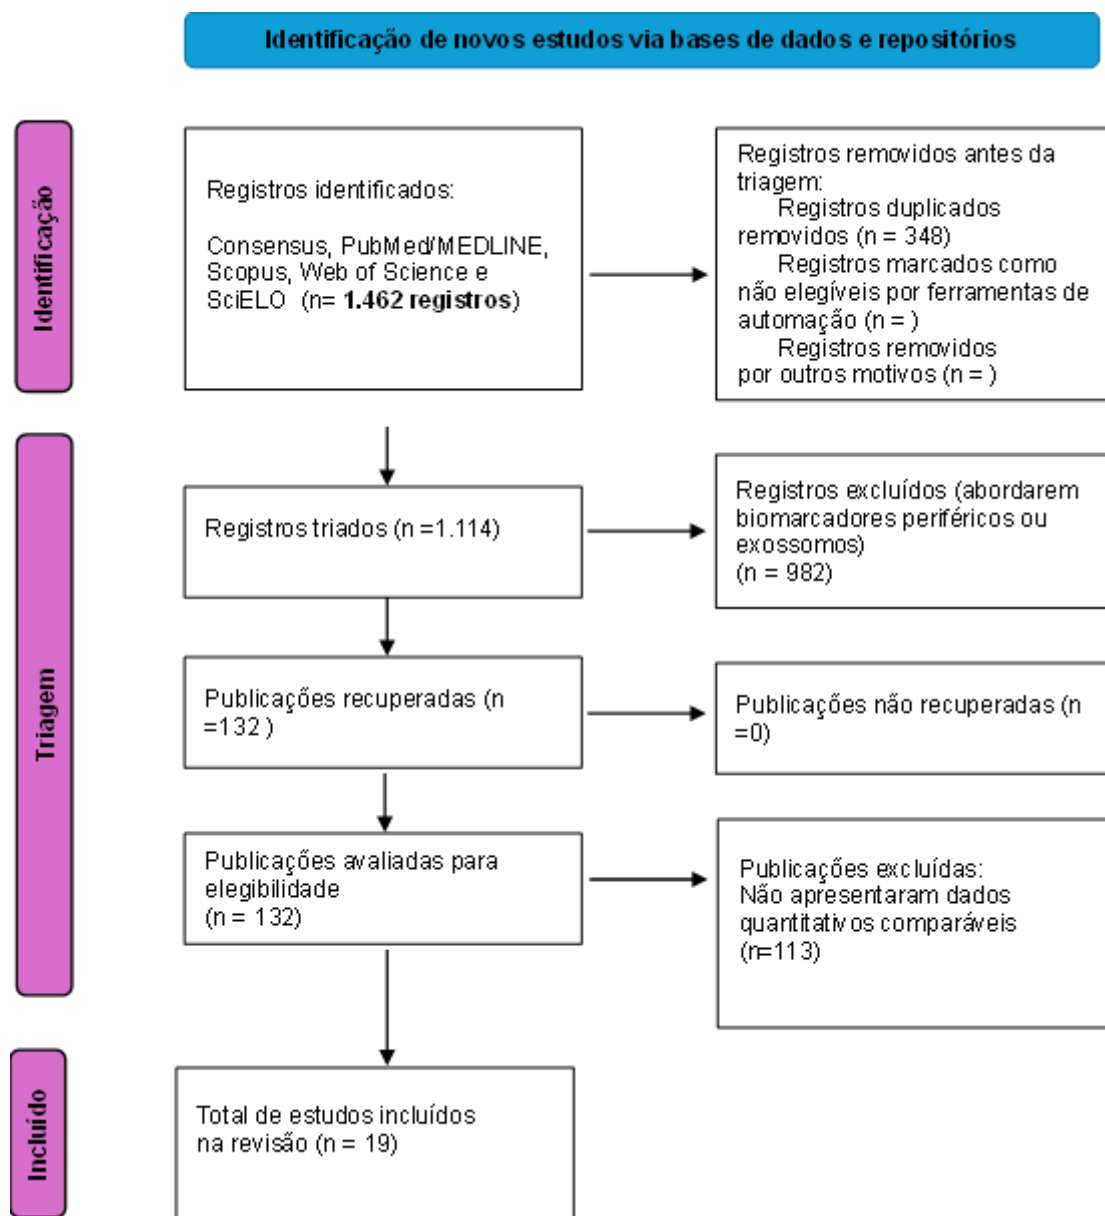 Identificação de novos estudos via bases de dados e repositórios
Identificação
Registros identificados:
Consensus, PubMed/MEDLINE,
Scopus, Web of Science e
SciELO (n= 1.462 registros)
Registros removidos antes da
triagem:
Registros duplicados
removidos (n = 348)
Registros marcados como
não elegíveis por ferramentas de
automação (n = )
Registros removidos
por outros motivos (n = )
Triagem
Registros triados (n =1.114)
Registros excluídos (abordarem
biomarcadores periféricos ou
exossomos)
(n = 982)
Publicações recuperadas (n
=132 )
Publicações não recuperadas (n
=0)
Publicações avaliadas para
elegibilidade
(n = 132)
Publicações excluídas:
Não apresentaram dados
quantitativos comparáveis
(n=113)
Incluído
Total de estudos incluídos
na revisão (n = 19)